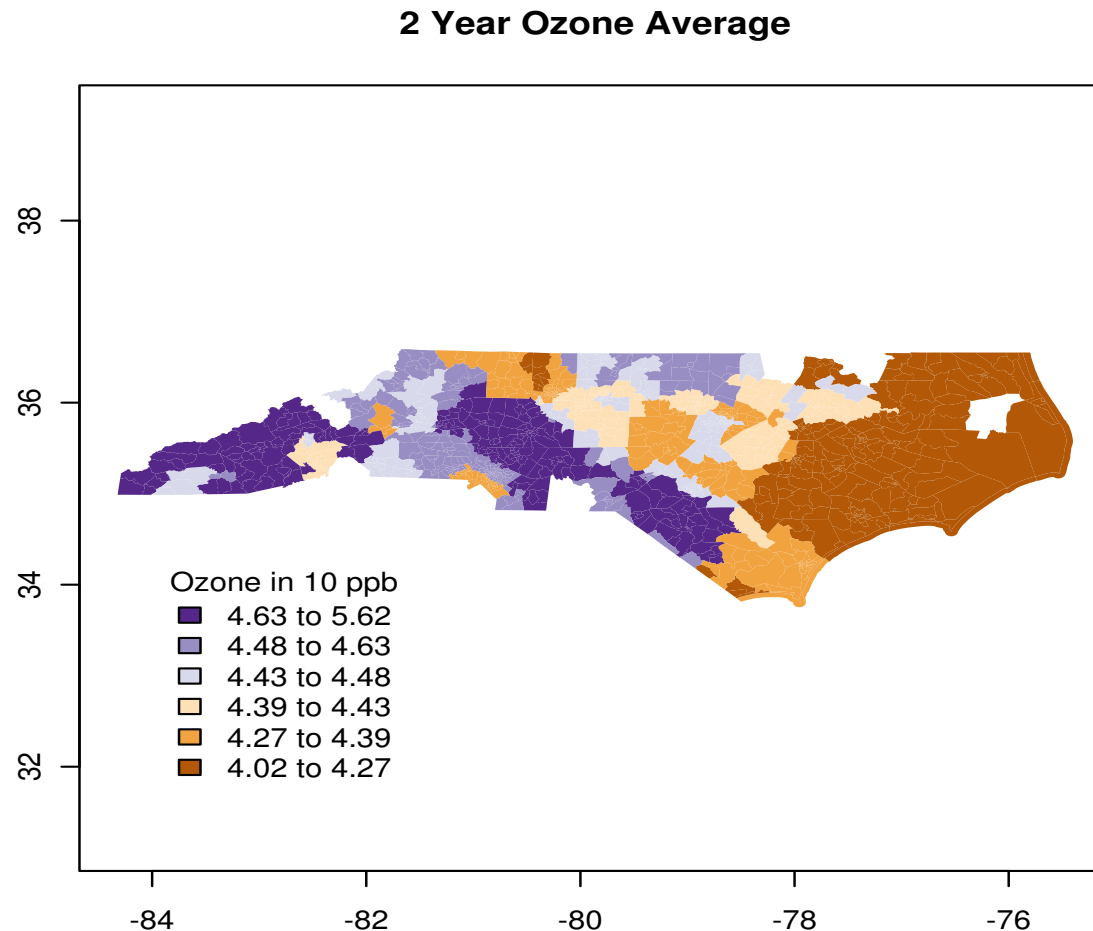 2 Year Ozone Average
38
36
34
32
Ozone in 10 ppb
4.63 to 5.62
4.48 to 4.63
4.43 to 4.48
4.39 to 4.43
4.27 to 4.39
4.02 to 4.27
-84 -82 -80 -78 -76